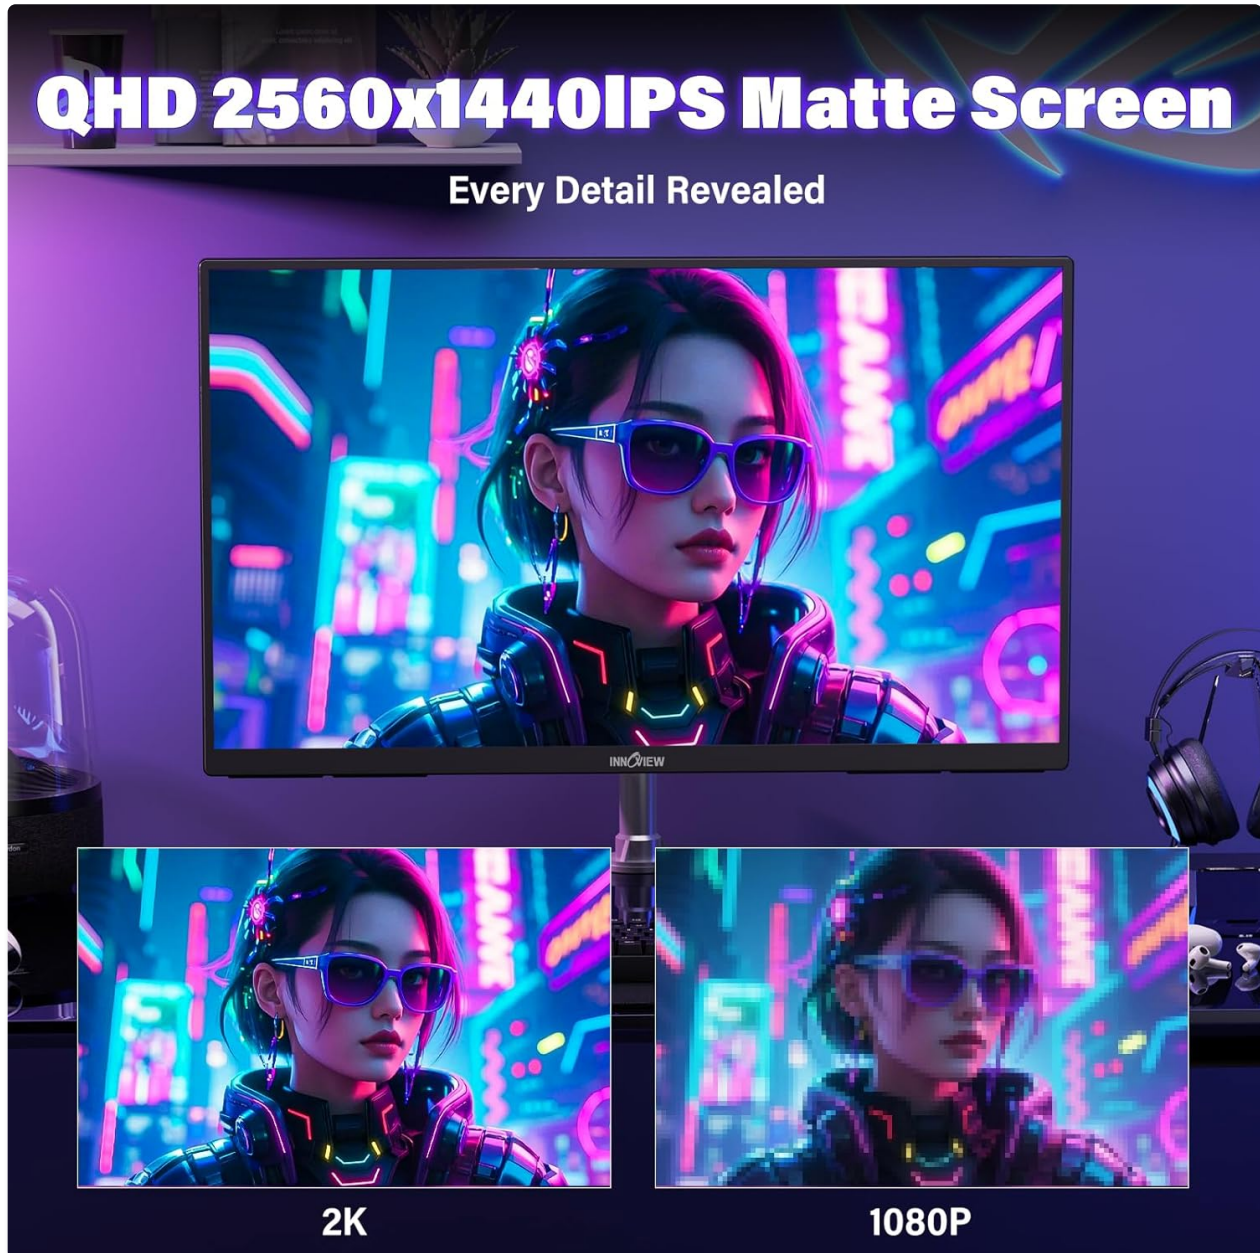 QHD 2560x1440IPS Matte Screen
Every Detail Revealed
INNOVIEW
2K
1080P